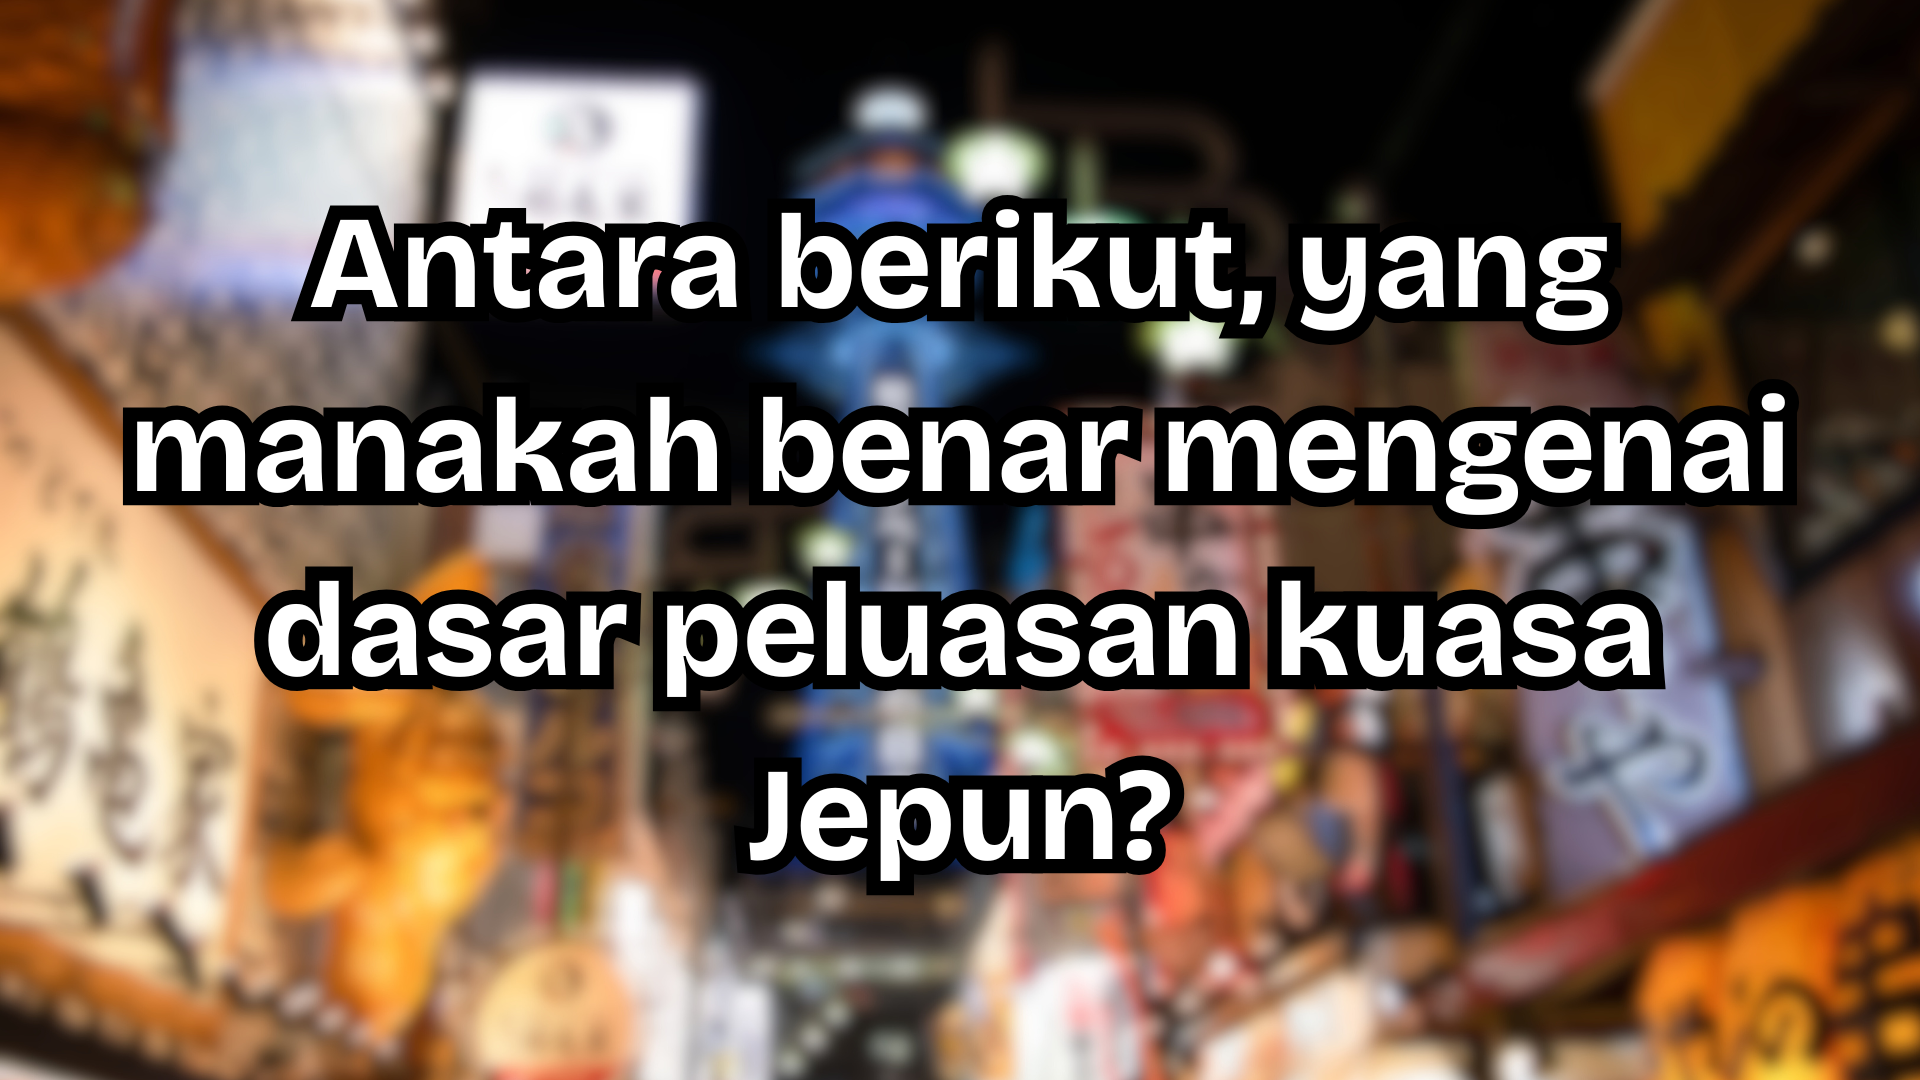 Antara berikut, yang
manakah benar mengenai
dasar peluasan kuasa
Jepun?